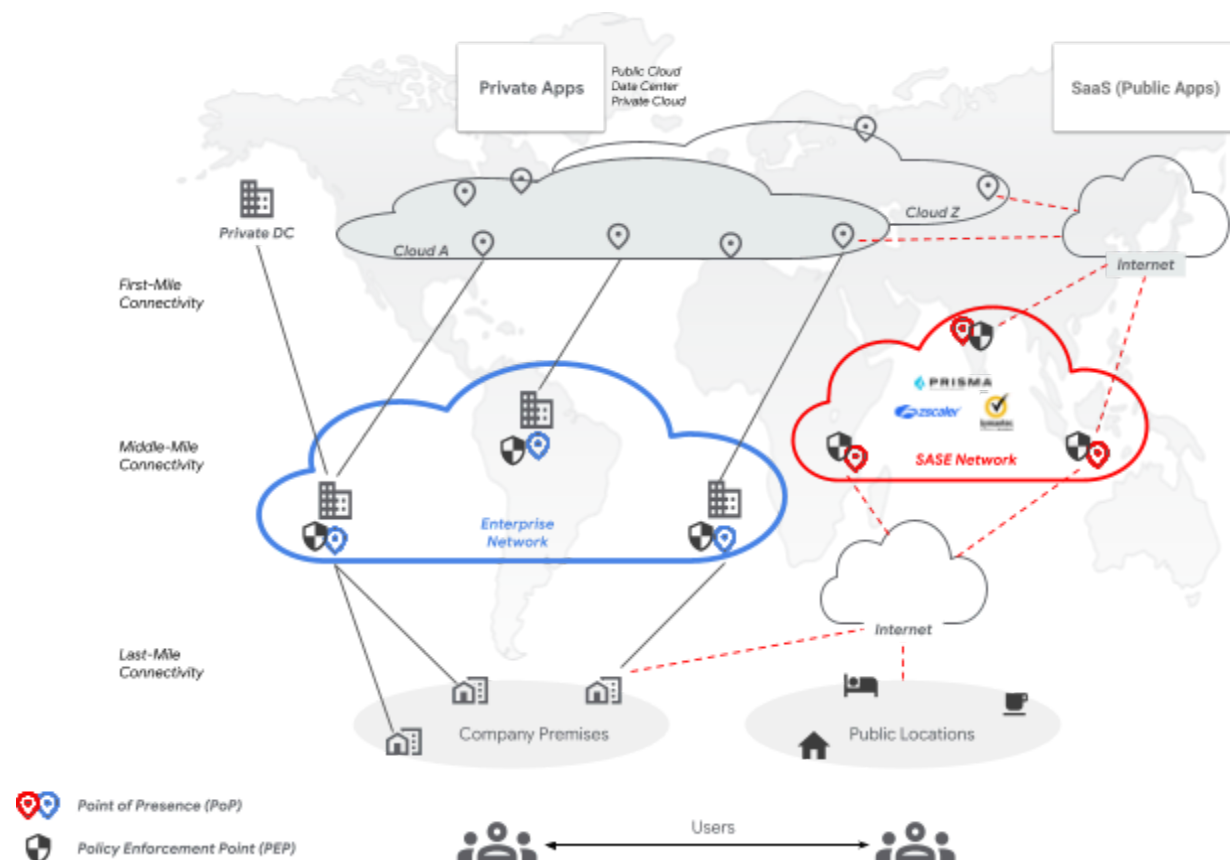 Private Apps
Public Cloud
Data Center
Private Cloud
SaaS (Public Apps)
Private DC
Cloud A
Cloud Z
Internet
First-Mile
Connectivity
PRISMA
zscaler
Symantec
SASE Network
Middle-Mile
Connectivity
Enterprise
Network
Internet
Last-Mile
Connectivity
Company Premises
Public Locations
Point of Presence (PoP)
Users
Policy Enforcement Point (PEP)